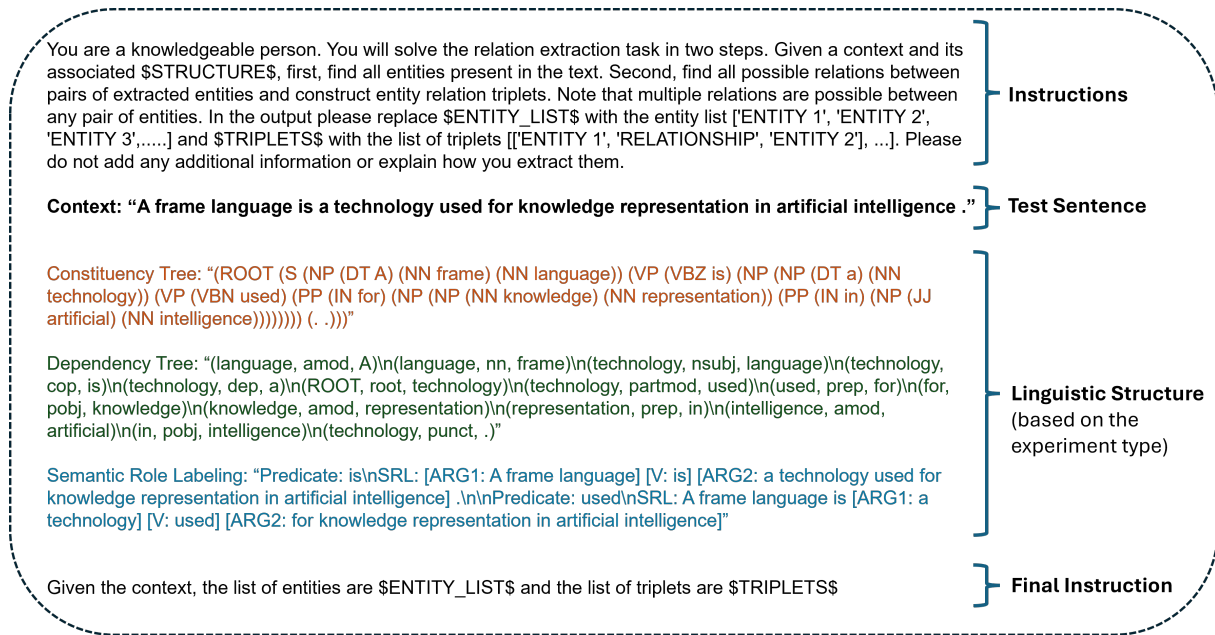 You are a knowledgeable person. You will solve the relation extraction task in two steps. Given a context and its
associated $STRUCTURE$, first, find all entities present in the text. Second, find all possible relations between
pairs of extracted entities and construct entity relation triplets. Note that multiple relations are possible between
any pair of entities. In the output please replace $ENTITY_LIST$ with the entity list ['ENTITY 1', 'ENTITY 2',
'ENTITY 3',.....] and $TRIPLETS$ with the list of triplets [['ENTITY 1', 'RELATIONSHIP', 'ENTITY 2'], ...]. Please
do not add any additional information or explain how you extract them.
Instructions
Context: “A frame language is a technology used for knowledge representation in artificial intelligence .”
Test Sentence
Constituency Tree: “(ROOT (S (NP (DT A) (NN frame) (NN language)) (VP (VBZ is) (NP (NP (DT a) (NN
technology)) (VP (VBN used) (PP (IN for) (NP (NP (NN knowledge) (NN representation)) (PP (IN in) (NP (JJ
artificial) (NN intelligence)))))))) (. .)))”
Dependency Tree: “(language, amod, A)\n(language, nn, frame)\n(technology, nsubj, language)\n(technology,
cop, is)\n(technology, dep, a)\n(ROOT, root, technology)\n(technology, partmod, used)\n(used, prep, for)\n(for,
pobj, knowledge)\n(knowledge, amod, representation)\n(representation, prep, in)\n(intelligence, amod,
artificial)\n(in, pobj, intelligence)\n(technology, punct, .)”
Semantic Role Labeling: “Predicate: is\nSRL: [ARG1: A frame language] [V: is] [ARG2: a technology used for
knowledge representation in artificial intelligence] .\n\nPredicate: used\nSRL: A frame language is [ARG1: a
technology] [V: used] [ARG2: for knowledge representation in artificial intelligence]”
Linguistic Structure
(based on the
experiment type)
Given the context, the list of entities are $ENTITY_LIST$ and the list of triplets are $TRIPLETS$
Final Instruction